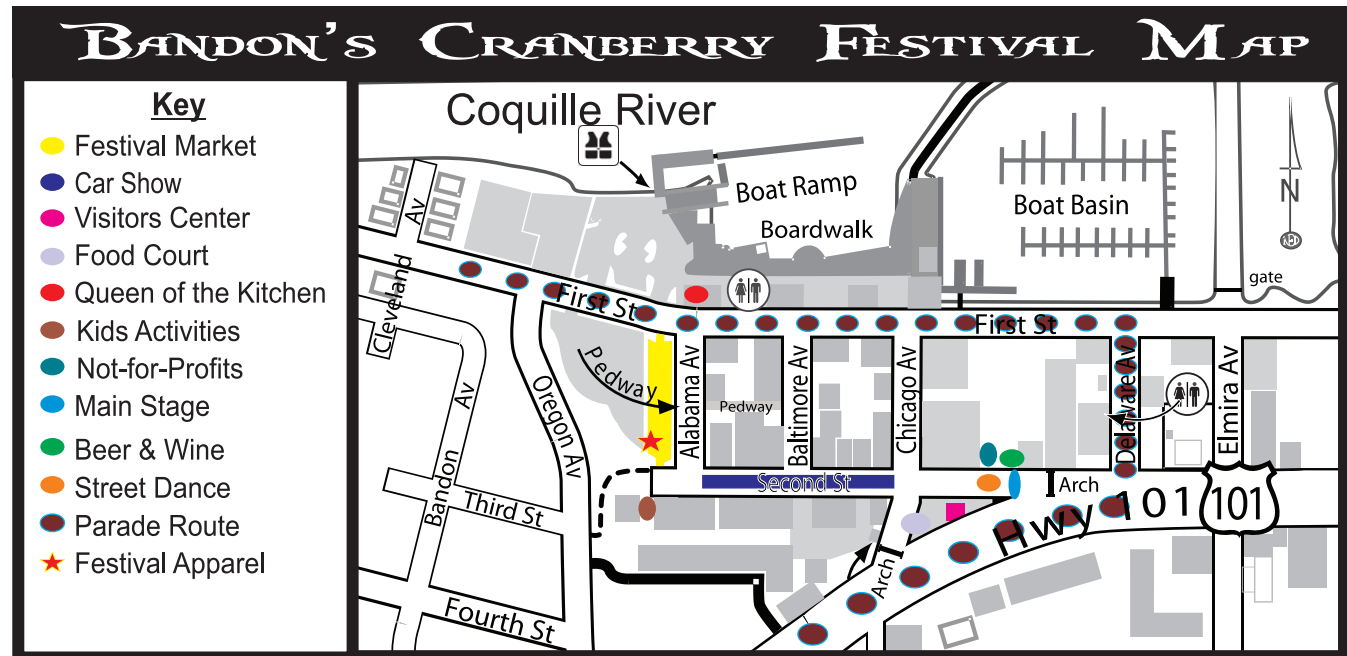 BANDON'S CRANBERRY FESTIVAL MAP
Key
Festival Market
Car Show
Visitors Center
Food Court
Queen of the Kitchen
Kids Activities
Not-for-Profits
Main Stage
Beer & Wine
Street Dance
Parade Route
Festival Apparel
Coquille River
Boat Ramp
Boardwalk
Boat Basin
N
gate
Cleveland Av
First St
First St
Pedway
Pedway
Oregon Av
Alabama Av
Baltimore Av
Chicago Av
Delaware Av
Elmira Av
Bandon Av
Second St
Third St
Fourth St
Arch
Arch
Hwy 101
101